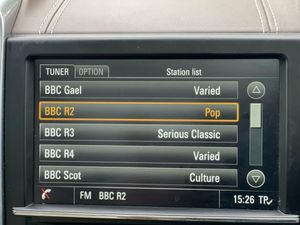 TUNER OPTION Station list
BBC Gael Varied
BBC R2 Pop
BBC R3 Serious Classic
BBC R4 Varied
BBC Scot Culture
FM BBC R2 15:26 TP